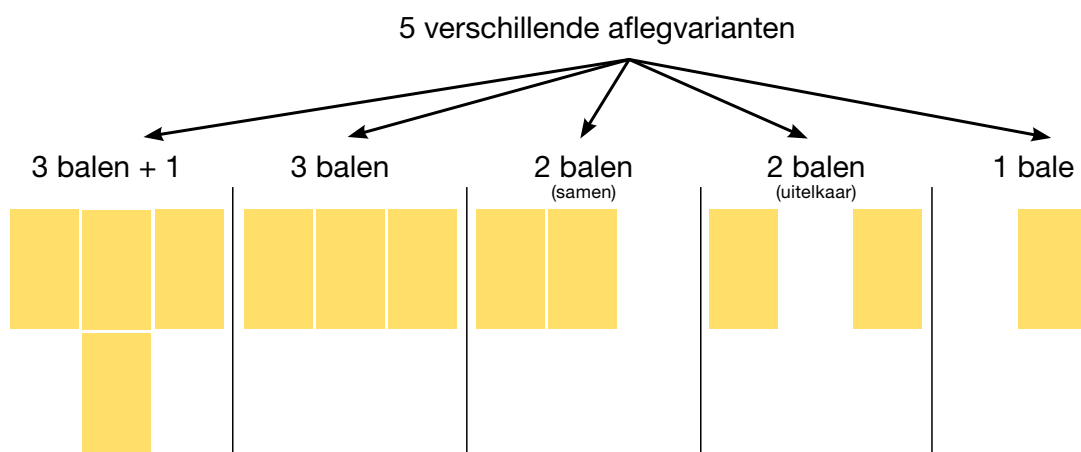 5 verschillende aflegvarianten
3 balen + 1
3 balen
2 balen
(samen)
2 balen
(uitelkaar)
1 bale